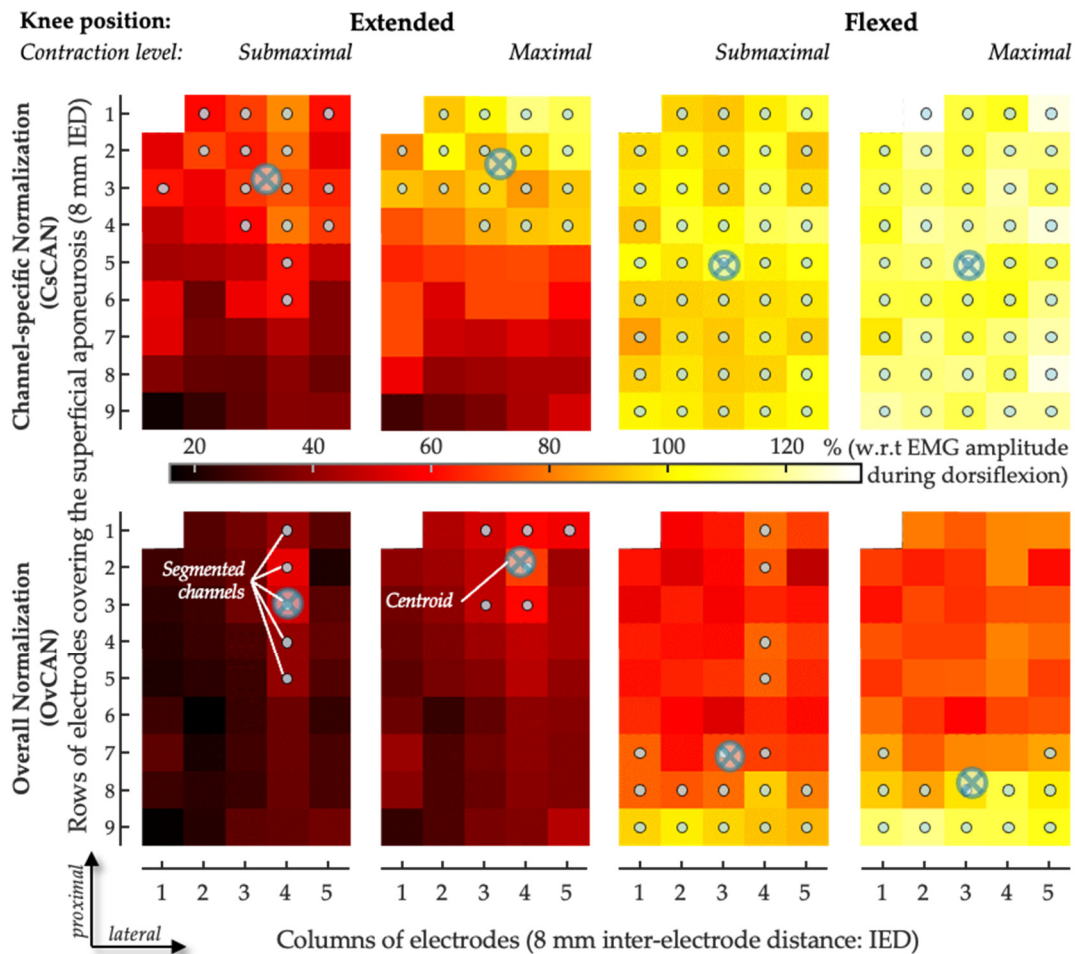 Knee position: Extended Flexed
Contraction level: Submaximal Maximal Submaximal Maximal
Channel-specific Normalization
(CsCAN)
Overall Normalization
(OvCAN)
Rows of electrodes covering the superficial aponeurosis (8 mm IED)
1
2
3
4
5
6
7
8
9
20 40 60 80 100 120 % (w.r.t EMG amplitude
during dorsiflexion)
1
2
3
4
5
6
7
8
9
Segmented
channels
Centroid
1 2 3 4 5 1 2 3 4 5 1 2 3 4 5 1 2 3 4 5
proximal
lateral
Columns of electrodes (8 mm inter-electrode distance: IED)